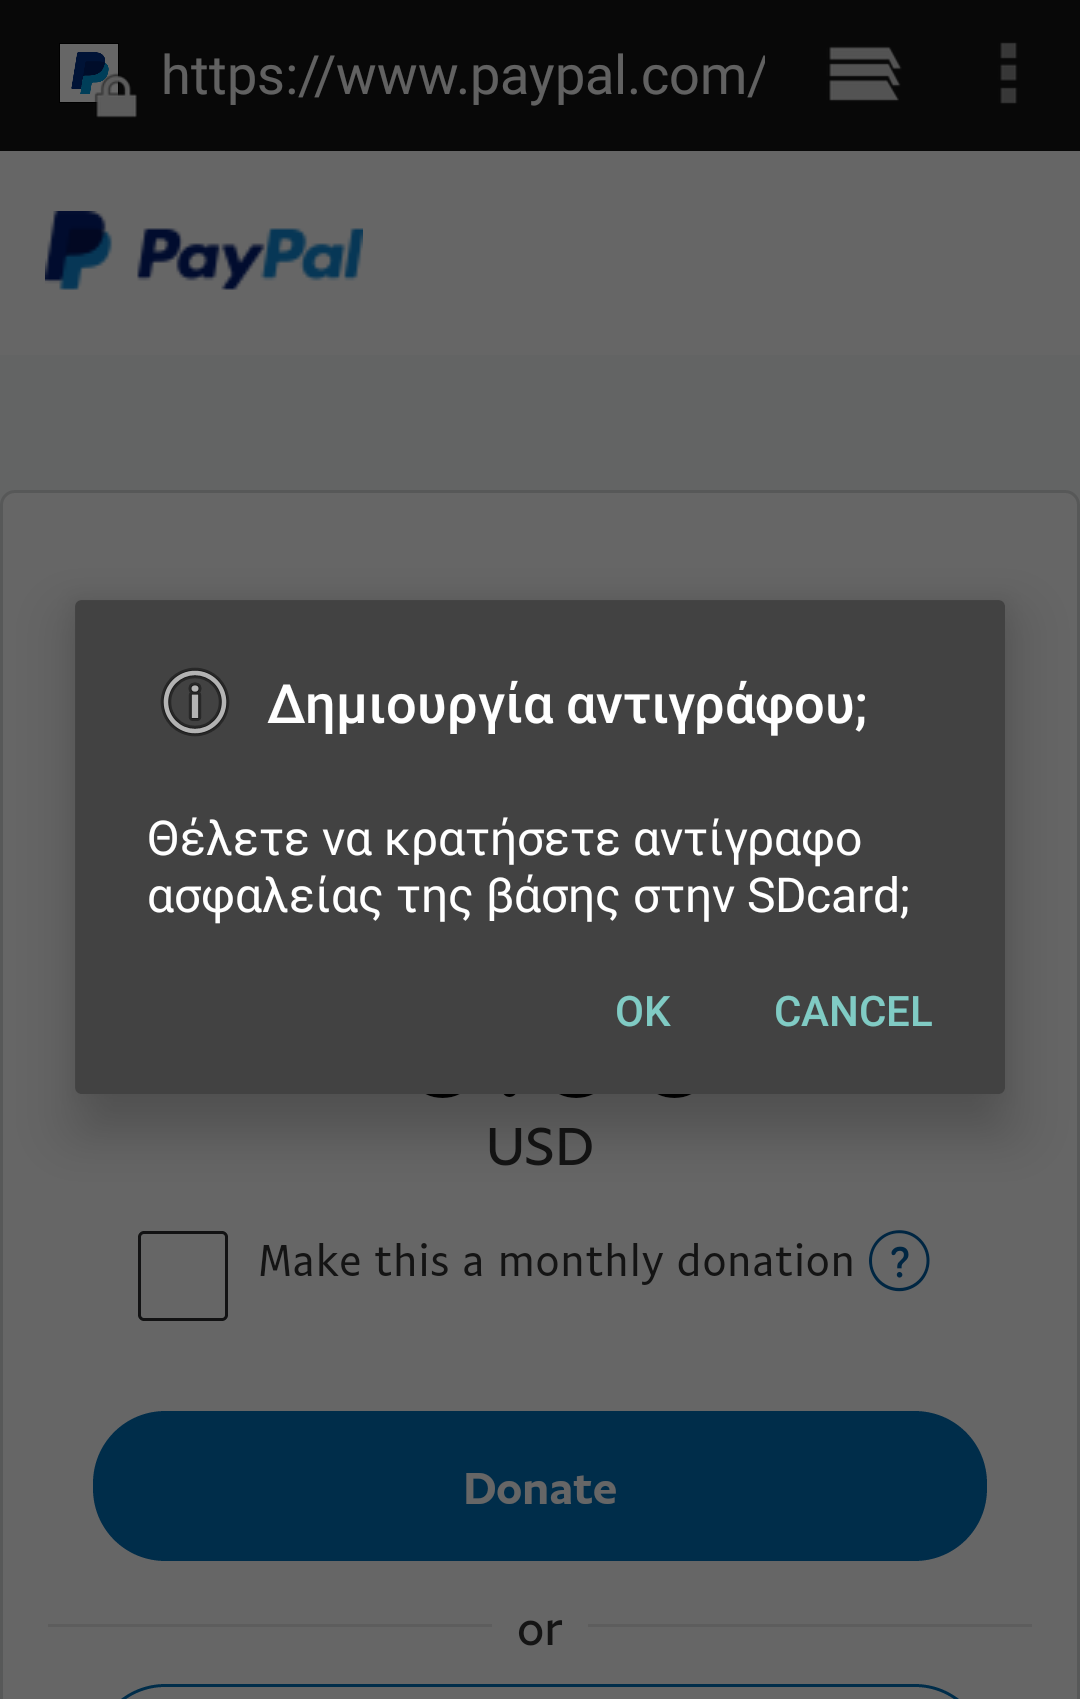 https://www.paypal.com/
PayPal
Δημιουργία αντιγράφου;
Θέλετε να κρατήσετε αντίγραφο
ασφαλείας της βάσης στην SDcard;
OK CANCEL
USD
Make this a monthly donation ?
Donate
or